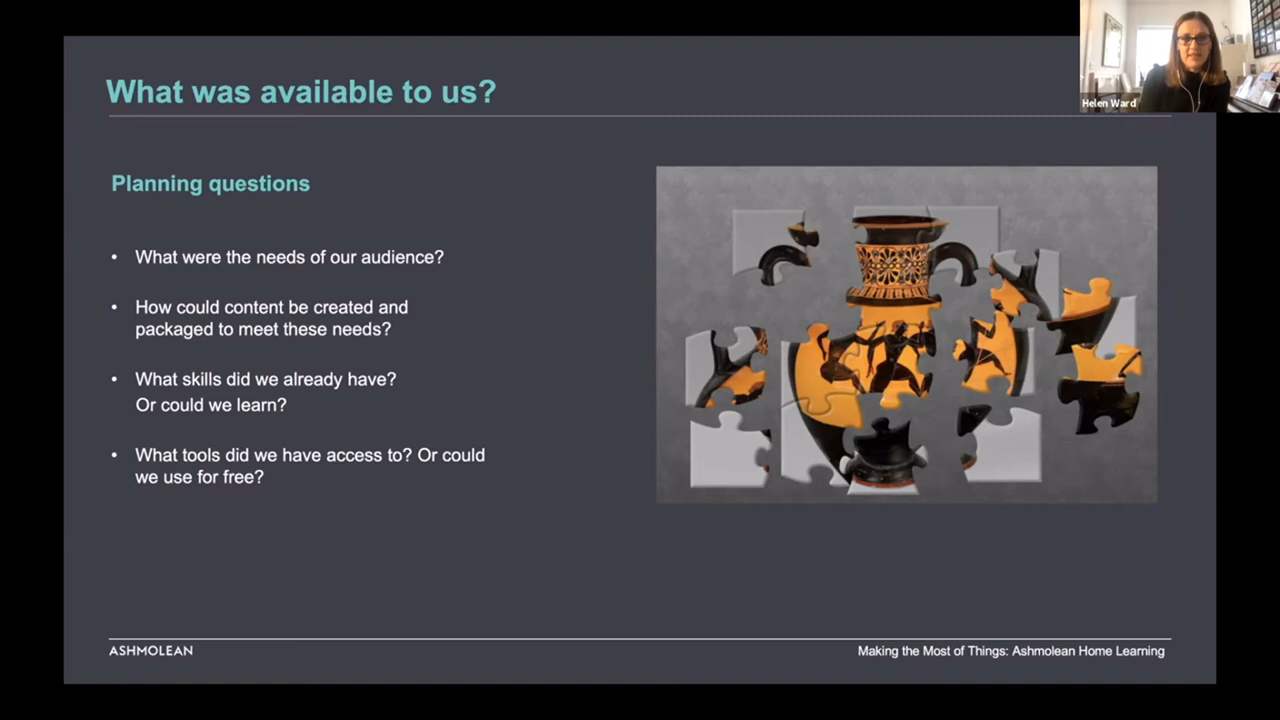 What was available to us?
Helen Ward
Planning questions
• What were the needs of our audience?
• How could content be created and
packaged to meet these needs?
• What skills did we already have?
Or could we learn?
• What tools did we have access to? Or could
we use for free?
ASHMOLEAN
Making the Most of Things: Ashmolean Home Learning